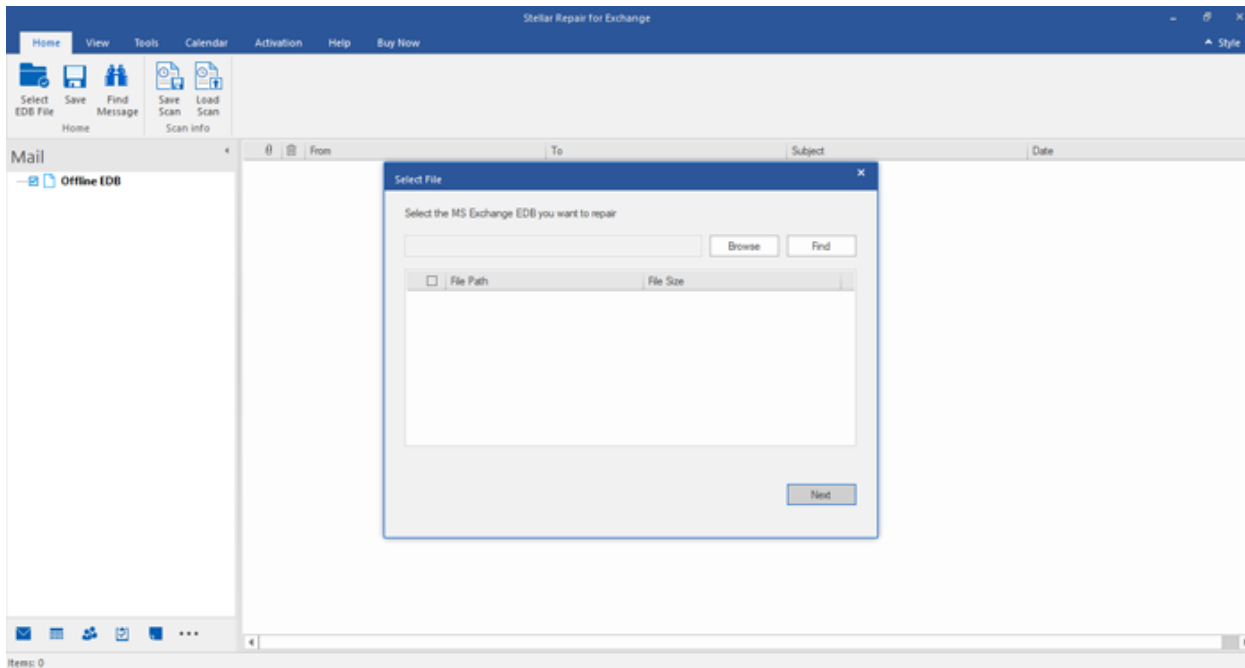 Stellar Repair for Exchange
Home View Tools Calendar Activation Help Buy Now Style
Select EDB File
Save
Find Message
Save Scan
Load Scan
Home Scan info
Mail
From To Subject Date
Offline EDB
Select File
Select the MS Exchange EDB you want to repair
Browse Find
File Path File Size
Next
Items: 0